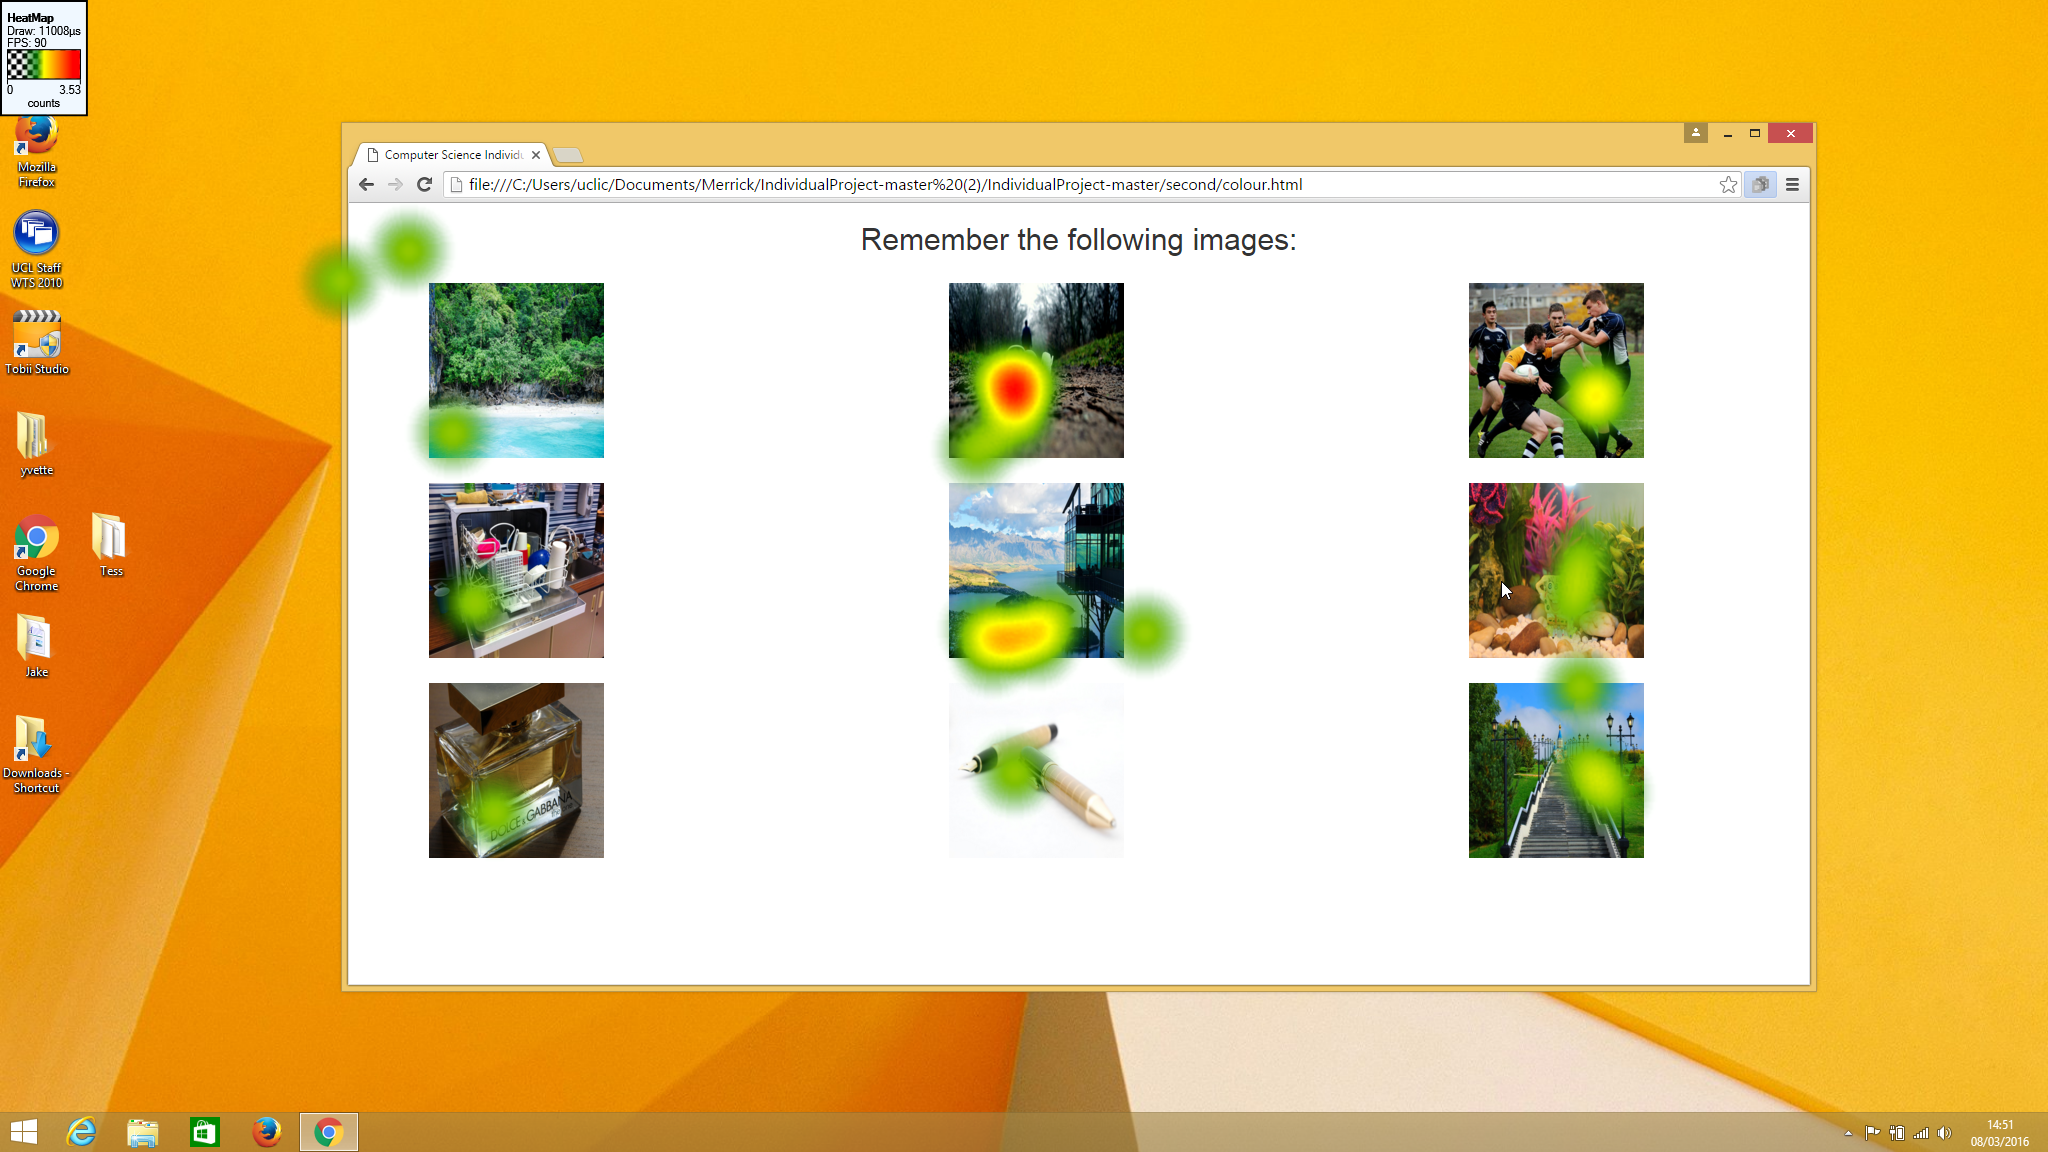 HeatMap
Draw: 11008µs
FPS: 90
0 3.53
counts
Mozilla
Firefox
UCL Staff
WTS 2010
Tobii Studio
yvette
Google
Chrome
Tess
Jake
Downloads -
Shortcut
Computer Science Individu
file:///C:/Users/uclic/Documents/Merrick/IndividualProject-master%20(2)/IndividualProject-master/second/colour.html
Remember the following images:
DOLCE & GABBANA
14:51
08/03/2016